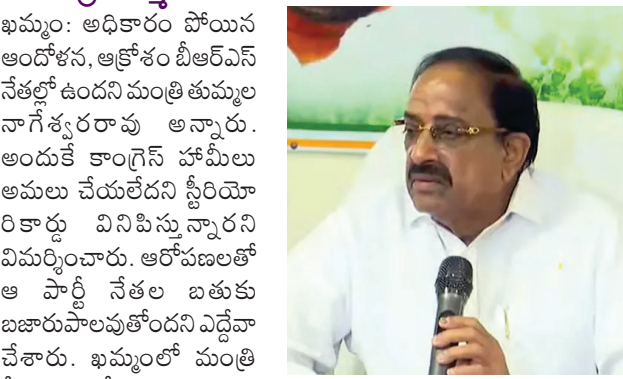 ఖమ్మం: అధికారం పోయిన
ఆందోళన, ఆక్రోశం బీఆర్ఎస్
నేతల్లో ఉందని మంత్రి తుమ్మల
నాగేశ్వరరావు అన్నారు.
అందుకే కాంగ్రెస్ హామీలు
అమలు చేయలేదని స్టీరియో
రికార్డు వినిపిస్తున్నారని
విమర్శించారు. ఆరోపణలతో
ఆ పార్టీ నేతల బతుకు
బజారుపాలవుతోందని ఎద్దేవా
చేశారు. ఖమ్మంలో మంత్రి